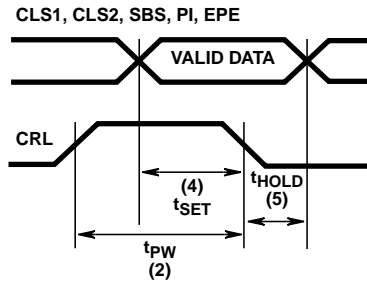 CLS1, CLS2, SBS, PI, EPE
VALID DATA
CRL
(4)
tSET
tHOLD
(5)
tPW
(2)